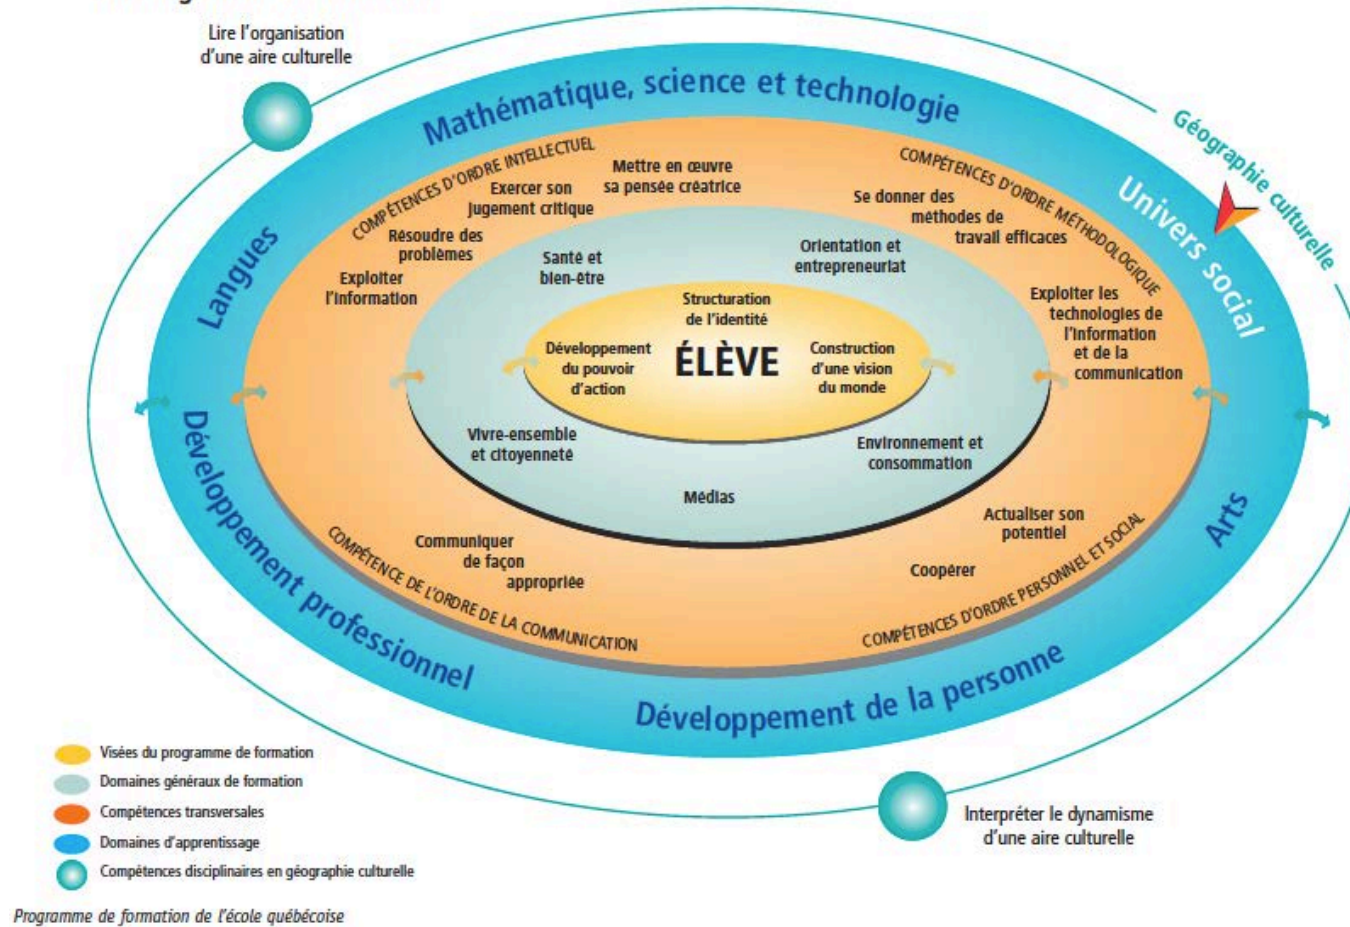 Lire l'organisation
d'une aire culturelle
Mathématique, science et technologie
Géographie culturelle
Univers social
Langues
COMPÉTENCES D'ORDRE INTELLECTUEL
Mettre en œuvre
sa pensée créatrice
Exercer son
jugement critique
Résoudre des
problèmes
Exploiter
l'information
COMPÉTENCES D'ORDRE MÉTHODOLOGIQUE
Se donner des
méthodes de
travail efficaces
Exploiter les
technologies de
l'information
et de la
communication
Santé et
bien-être
Orientation et
entrepreneuriat
Structuration
de l'identité
Développement
du pouvoir
d'action
ÉLÈVE
Construction
d'une vision
du monde
Vivre-ensemble
et citoyenneté
Environnement et
consommation
Médias
Communiquer
de façon
appropriée
COMPÉTENCE DE L'ORDRE DE LA COMMUNICATION
Actualiser son
potentiel
Coopérer
COMPÉTENCES D'ORDRE PERSONNEL ET SOCIAL
Arts
Développement professionnel
Développement de la personne
Visées du programme de formation
Domaines généraux de formation
Compétences transversales
Domaines d'apprentissage
Compétences disciplinaires en géographie culturelle
Interpréter le dynamisme
d'une aire culturelle
Programme de formation de l'école québécoise